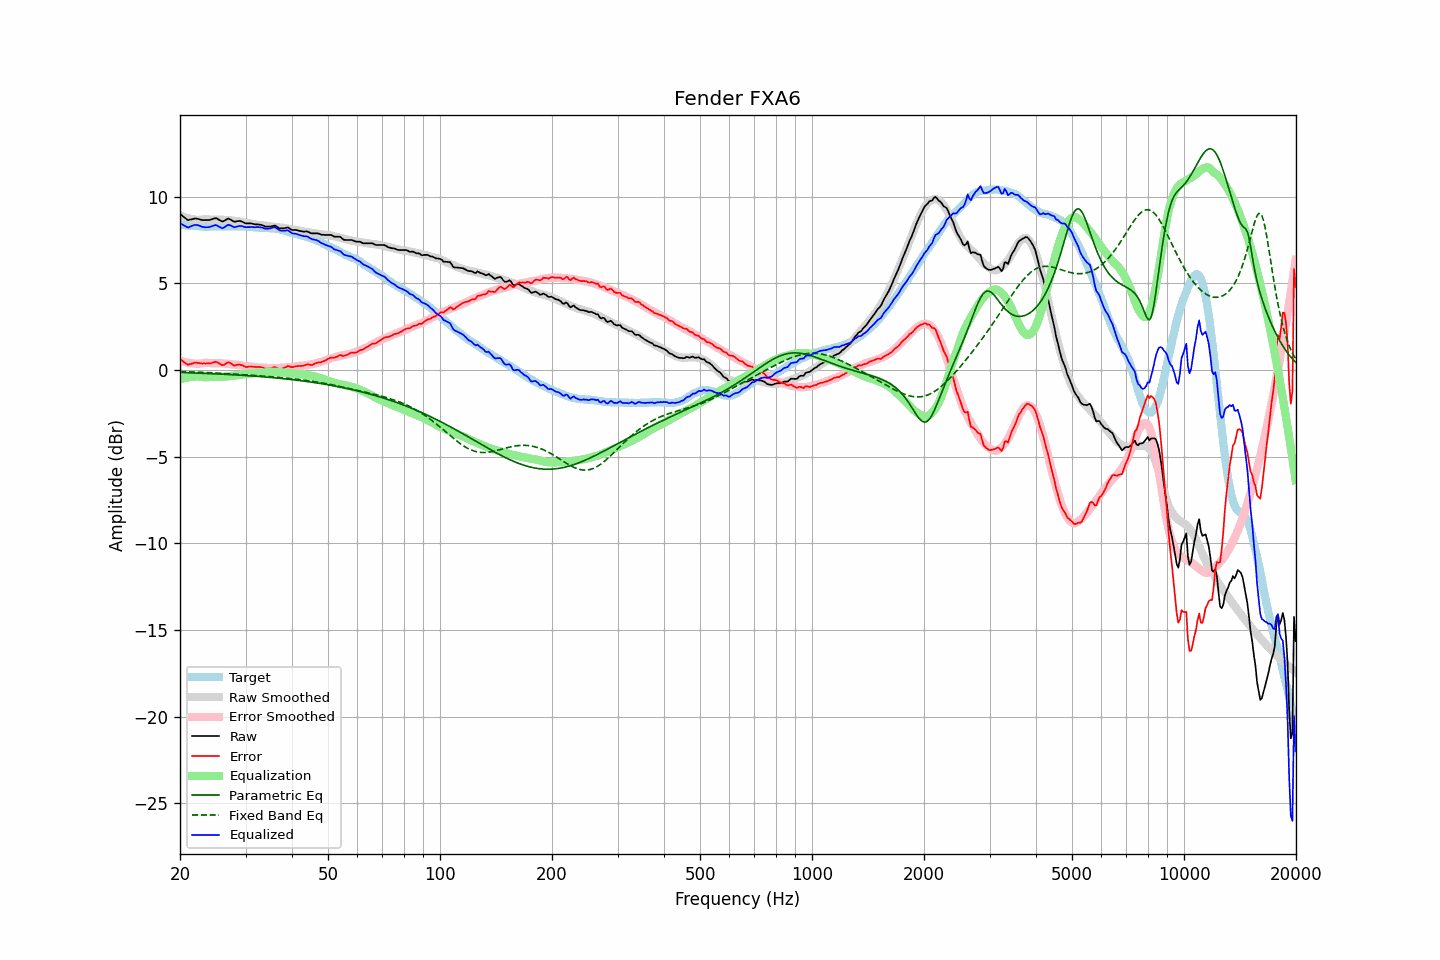 Fender FXA6
Amplitude (dBr)
10
5
0
−5
−10
−15
−20
−25
Target
Raw Smoothed
Error Smoothed
Raw
Error
Equalization
Parametric Eq
Fixed Band Eq
Equalized
20 50 100 200 500 1000 2000 5000 10000 20000
Frequency (Hz)